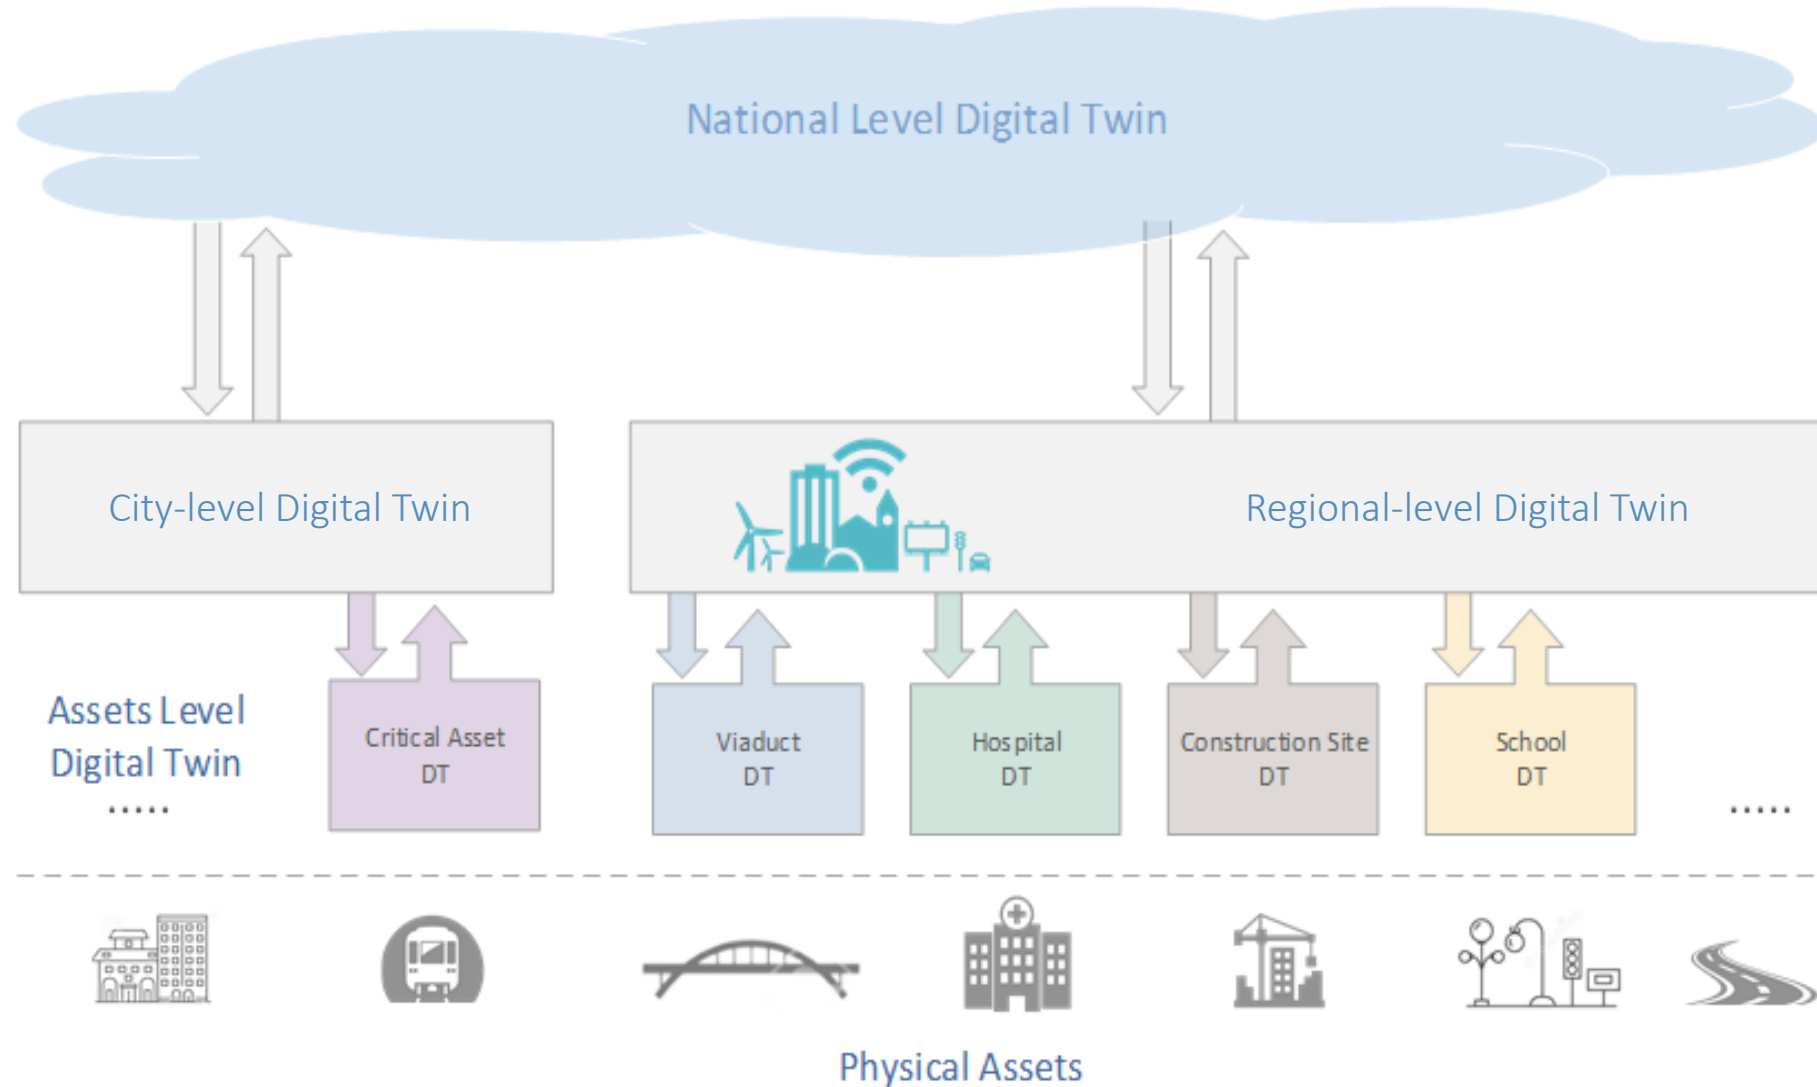 National Level Digital Twin
City-level Digital Twin
Regional-level Digital Twin
Assets Level
Digital Twin
.....
Critical Asset
DT
Viaduct
DT
Hospital
DT
Construction Site
DT
School
DT
.....
Physical Assets